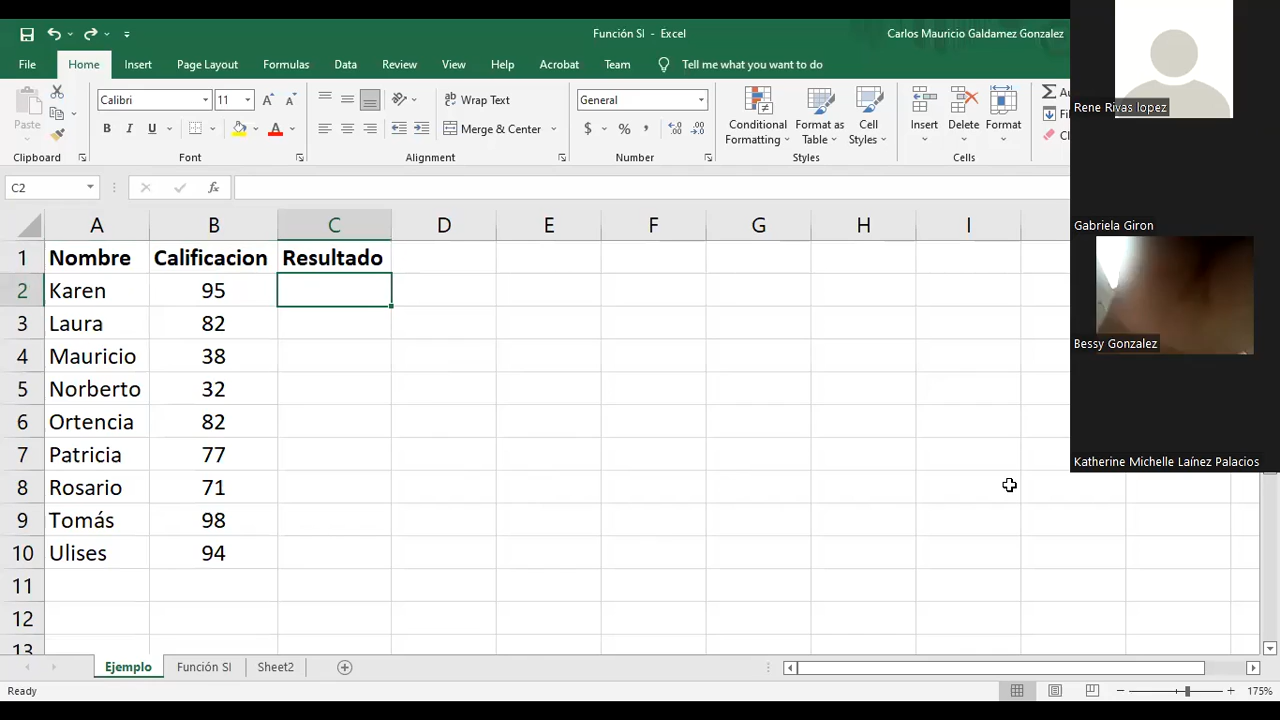 Función SI - Excel
Carlos Mauricio Galdamez Gonzalez
File Home Insert Page Layout Formulas Data Review View Help Acrobat Team Tell me what you want to do
Paste
Calibri 11
B I U
Wrap Text
Merge & Center
General
$ % ,
Conditional Formatting
Format as Table
Cell Styles
Insert
Delete
Format
Clipboard Font Alignment Number Styles Cells
C2
fx
A B C D E F G H I
1 Nombre Calificacion Resultado
2 Karen 95
3 Laura 82
4 Mauricio 38
5 Norberto 32
6 Ortencia 82
7 Patricia 77
8 Rosario 71
9 Tomás 98
10 Ulises 94
11
12
13
Ejemplo Función SI Sheet2
Ready
175%
Rene Rivas lopez
Gabriela Giron
Bessy Gonzalez
Katherine Michelle Laínez Palacios